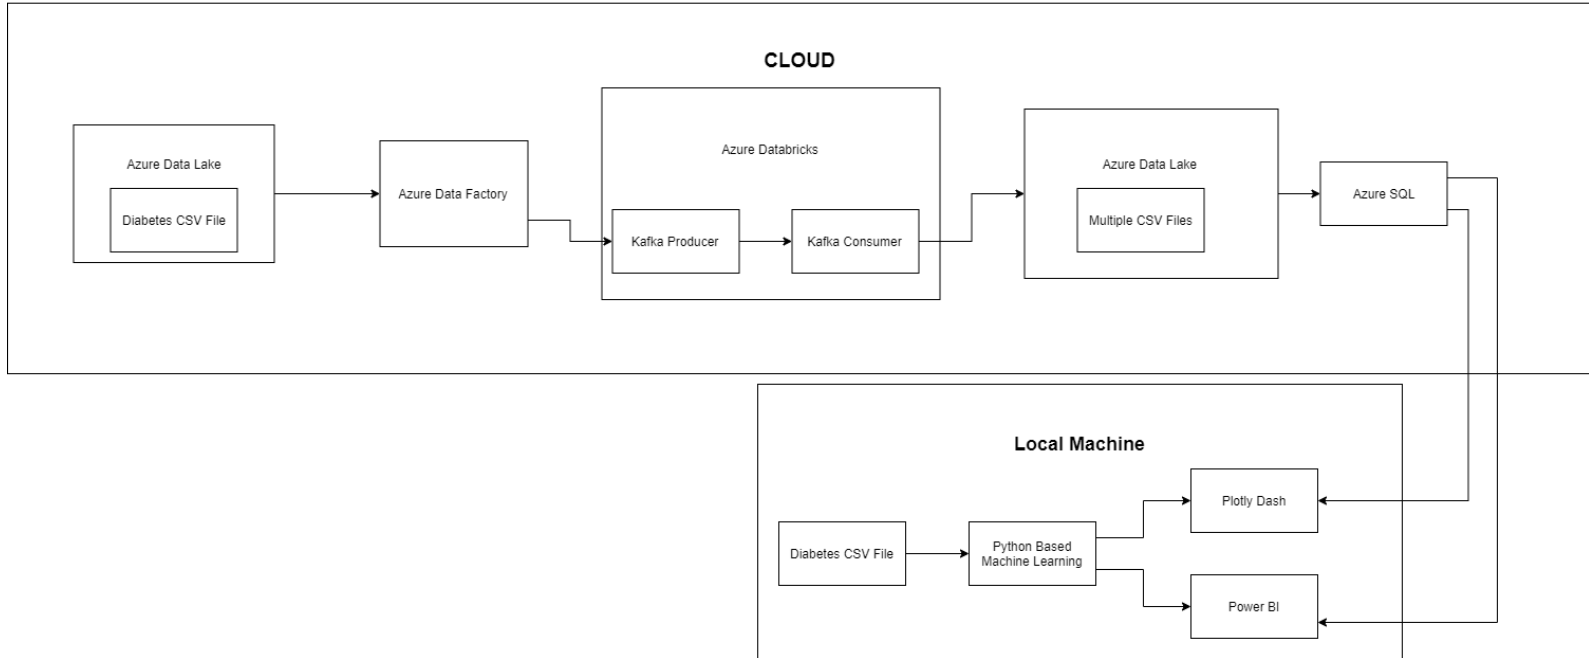 CLOUD
Azure Data Lake
Diabetes CSV File
Azure Data Factory
Azure Databricks
Kafka Producer
Kafka Consumer
Azure Data Lake
Multiple CSV Files
Azure SQL
Local Machine
Diabetes CSV File
Python Based
Machine Learning
Plotly Dash
Power BI